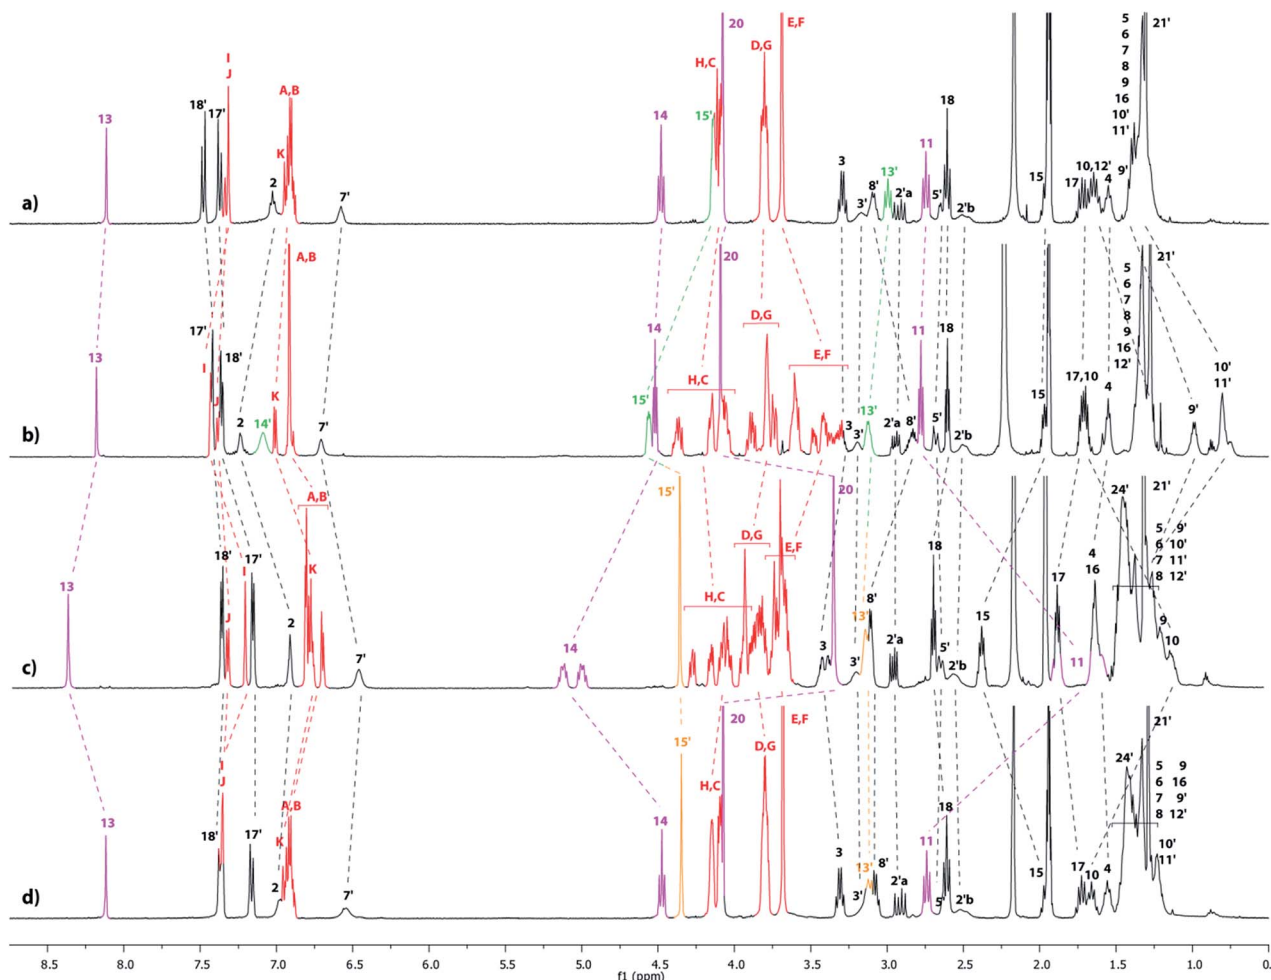 20
E,F
5
6
7
8
9
16
10'
11'
21'
I
J
H,C
D,G
13
18'
17'
A,B
K
2
7'
14
15'
3
8'
3'
13'
2'a
11
5'
18
2'b
15
17
10,12'
4
9'
a)
A,B
20
21'
5
6
7
8
9
16
12'
13
17'
I
J
18'
2
14'
K
7'
14
15'
H,C
D,G
E,F
3
3'
13'
2'a
8'
11
5'
18
2'b
15
17,10
4
9'
10'
11'
b)
15'
20
24'
21'
5 9'
6 10'
7 11'
8 12'
A,B
D,G
E,F
13
18'
J
I
17'
2
K
7'
14
H,C
3
3'
13'
8'
2'a
18
5'
2'b
15
17
11
4
16
9
10
c)
20
E,F
21'
24'
5 9
6 16
7 9'
8 12'
15'
D,G
H,C
13
I
J
18'
17'
A,B
K
2
7'
14
3
3'
13'
8'
2'a
11
5'
18
2'b
15
17
10
4
10'
11'
d)
8.5 8.0 7.5 7.0 6.5 6.0 5.5 5.0 4.5 4.0 3.5 3.0 2.5 2.0 1.5 1.0 0.
f1 (ppm)